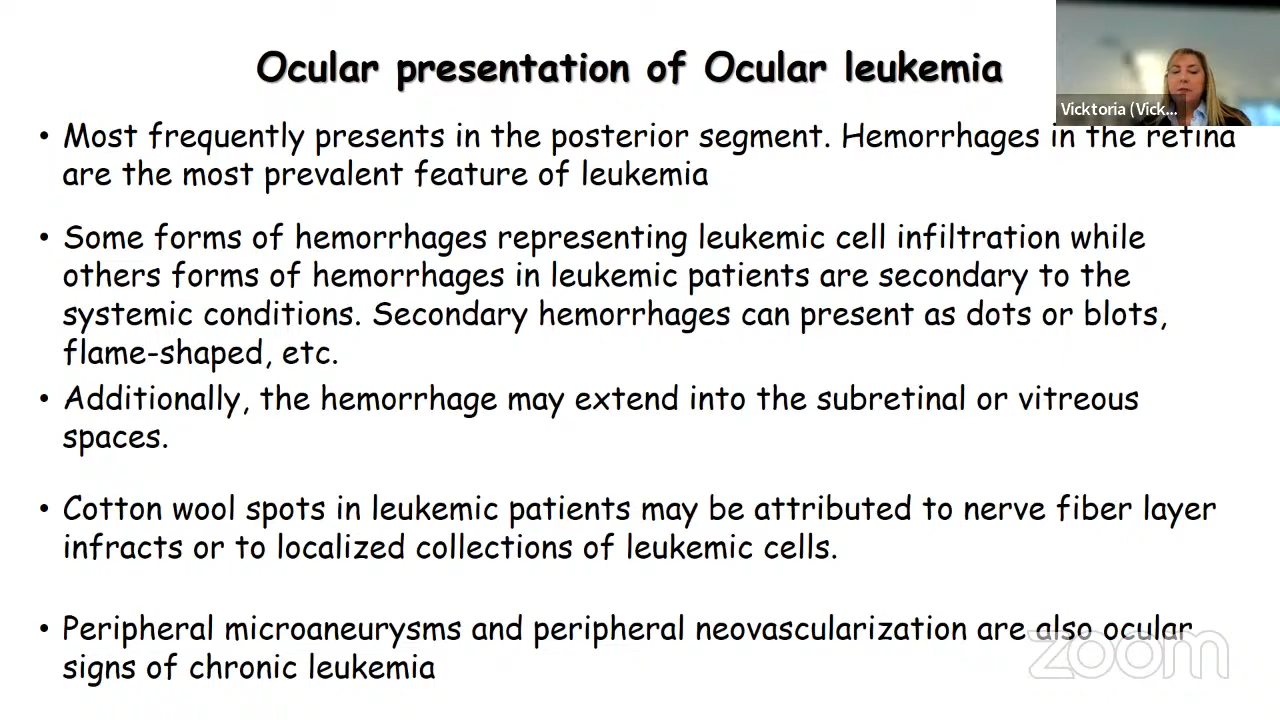 Ocular presentation of Ocular leukemia
Vicktoria (Vick...
• Most frequently presents in the posterior segment. Hemorrhages in the retina
are the most prevalent feature of leukemia
• Some forms of hemorrhages representing leukemic cell infiltration while
others forms of hemorrhages in leukemic patients are secondary to the
systemic conditions. Secondary hemorrhages can present as dots or blots,
flame-shaped, etc.
• Additionally, the hemorrhage may extend into the subretinal or vitreous
spaces.
• Cotton wool spots in leukemic patients may be attributed to nerve fiber layer
infracts or to localized collections of leukemic cells.
• Peripheral microaneurysms and peripheral neovascularization are also ocular
signs of chronic leukemia
zoom